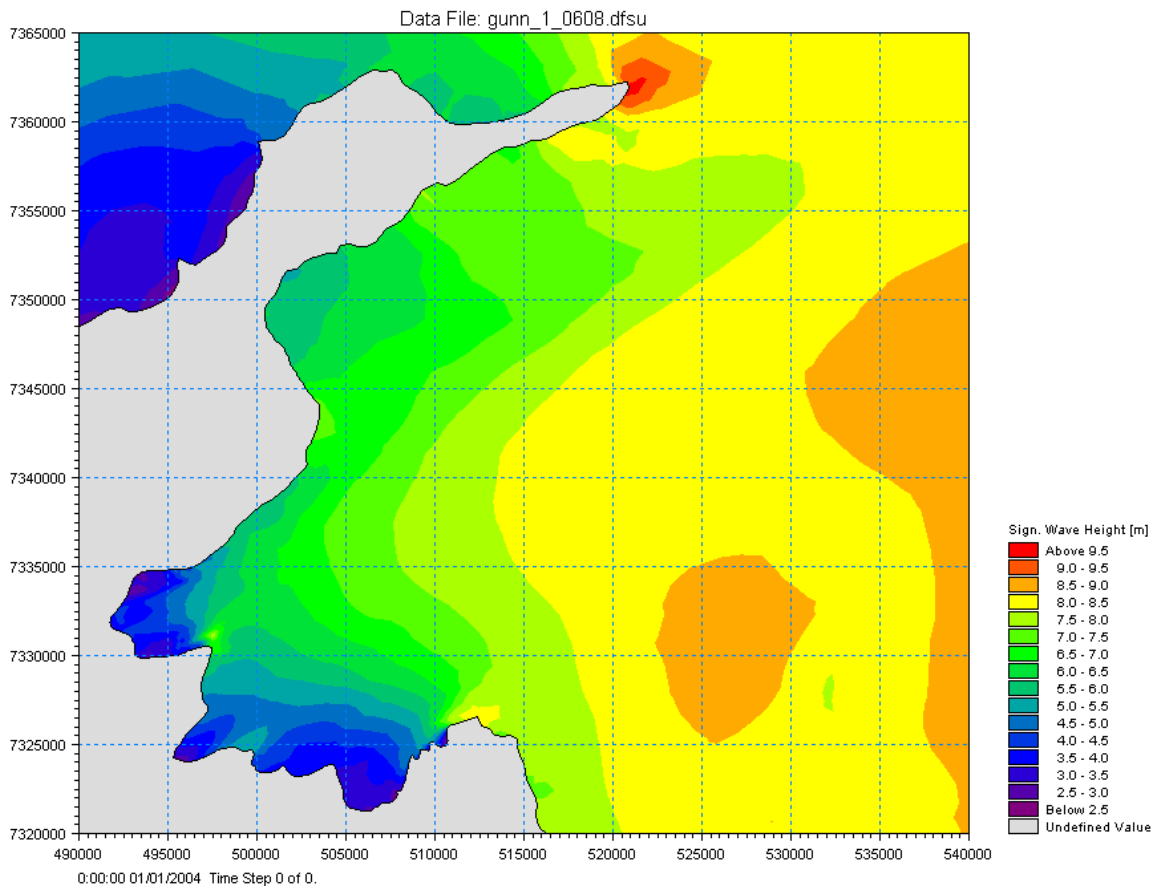 Data File: gunn_1_0608.dfsu
7365000
7360000
7355000
7350000
7345000
7340000
7335000
7330000
7325000
7320000
490000 495000 500000 505000 510000 515000 520000 525000 530000 535000 540000
0:00:00 01/01/2004 Time Step 0 of 0.
Sign. Wave Height [m]
Above 9.5
9.0 - 9.5
8.5 - 9.0
8.0 - 8.5
7.5 - 8.0
7.0 - 7.5
6.5 - 7.0
6.0 - 6.5
5.5 - 6.0
5.0 - 5.5
4.5 - 5.0
4.0 - 4.5
3.5 - 4.0
3.0 - 3.5
2.5 - 3.0
Below 2.5
Undefined Value